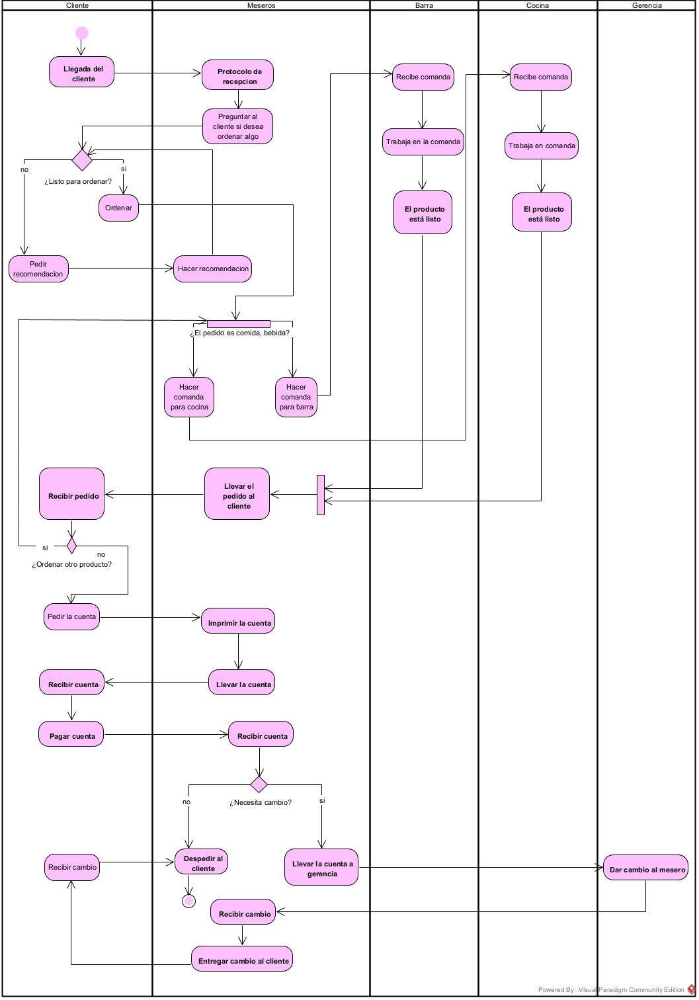 Cliente
Meseros
Barra
Cocina
Gerencia
Llegada del
cliente
Protocolo de
recepcion
Recibe comanda
Recibe comanda
Preguntar al
cliente si desea
ordenar algo
Trabaja en la comanda
Trabaja en comanda
no
si
¿Listo para ordenar?
Ordenar
El producto
está listo
El producto
está listo
Pedir
recomendacion
Hacer recomendacion
¿El pedido es comida, bebida?
Hacer
comanda
para cocina
Hacer
comanda
para barra
Recibir pedido
Llevar el
pedido al
cliente
si
no
¿Ordenar otro producto?
Pedir la cuenta
Imprimir la cuenta
Recibir cuenta
Llevar la cuenta
Pagar cuenta
Recibir cuenta
no
¿Necesita cambio?
si
Recibir cambio
Despedir al
cliente
Llevar la cuenta a
gerencia
Dar cambio al mesero
Recibir cambio
Entregar cambio al cliente
Powered By Visual Paradigm Community Edition